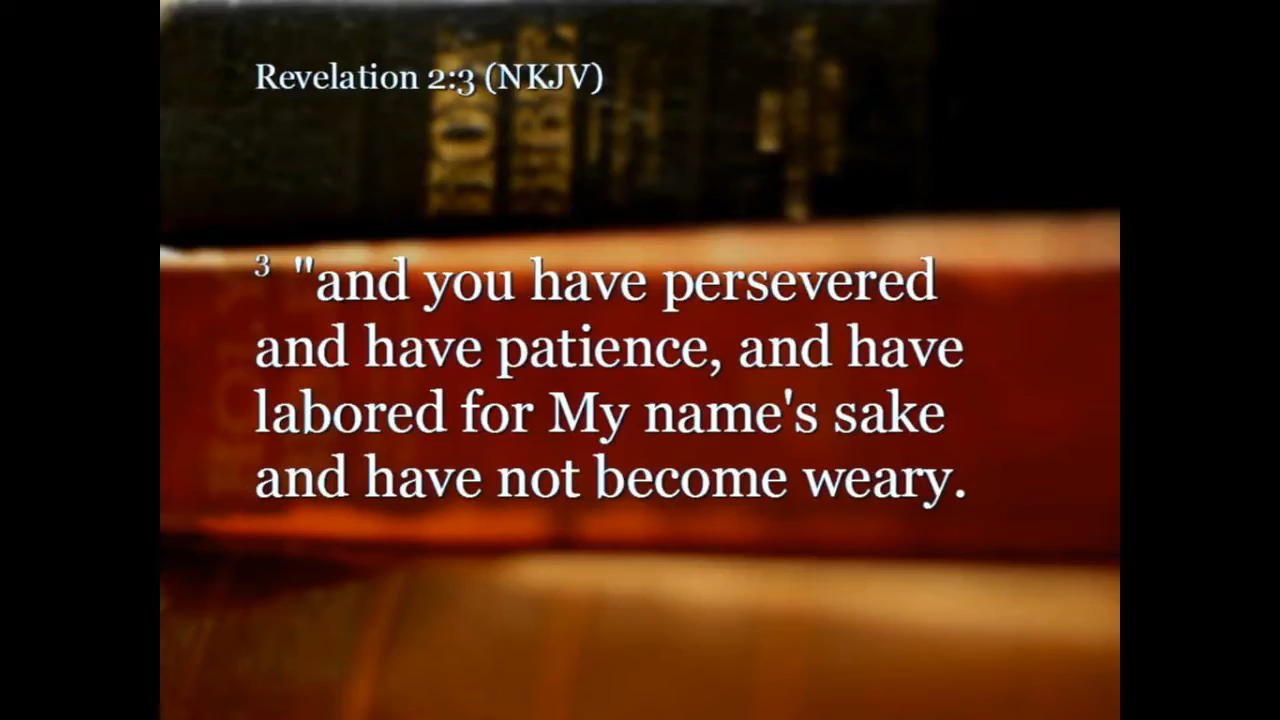 Revelation 2:3 (NKJV)
3 "and you have persevered
and have patience, and have
labored for My name's sake
and have not become weary.